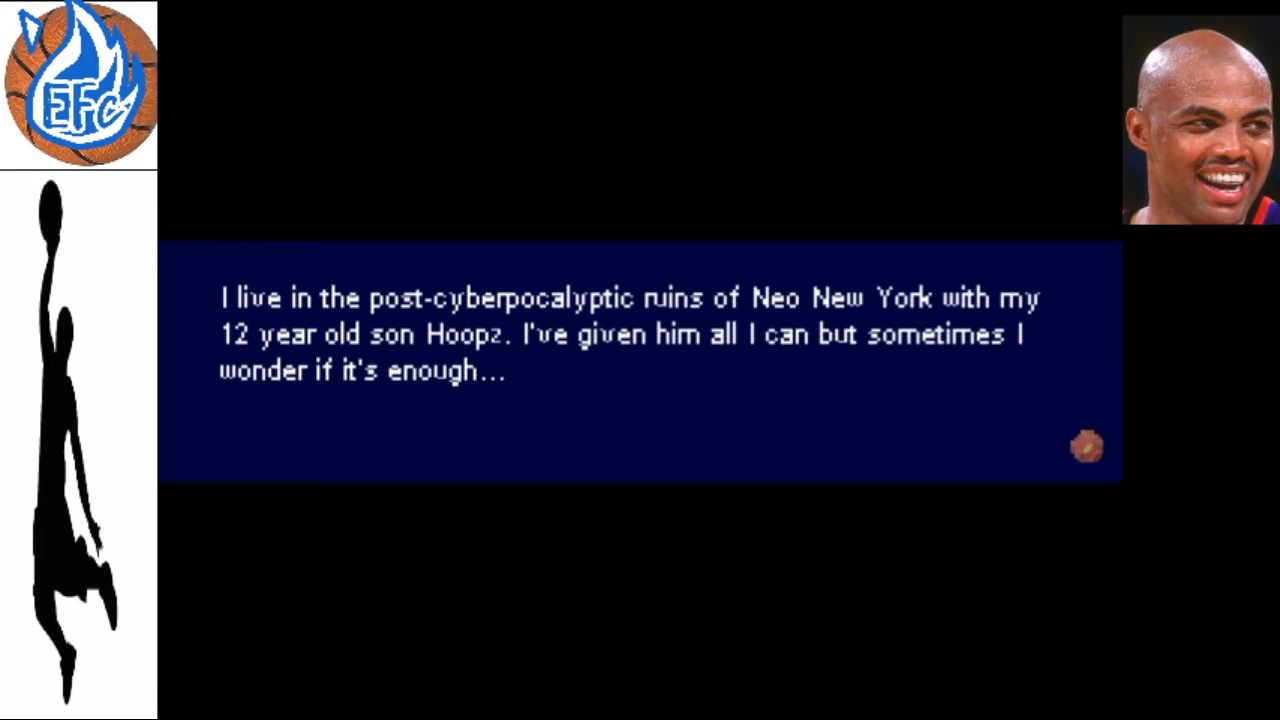 EFC
I live in the post-cyberpocalyptic ruins of Neo New York with my
12 year old son Hoopz. I've given him all I can but sometimes I
wonder if it's enough...